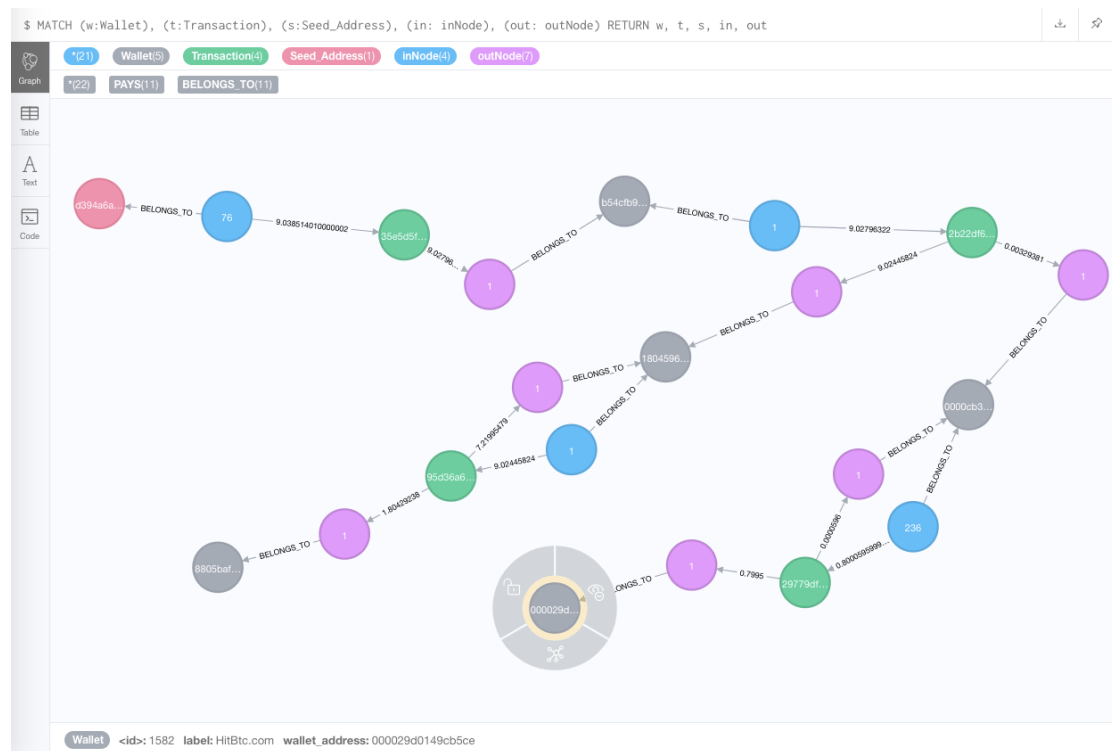 $ MATCH (w:Wallet), (t:Transaction), (s:Seed_Address), (in: inNode), (out: outNode) RETURN w, t, s, in, out
*(21) Wallet(5) Transaction(4) Seed_Address(1) inNode(4) outNode(7)
Graph
*(22) PAYS(11) BELONGS_TO(11)
Table
A
Text
Code
d394a6a...
BELONGS_TO
76
9.038514010000002
35e5d5f...
9.02796...
1
BELONGS_TO
b54cfb9...
BELONGS_TO
1
9.02796322
2b22df6...
0.00329381
1
9.02445824
1
BELONGS_TO
BELONGS_TO
1804596...
1
BELONGS_TO
BELONGS_TO
7.21995479
1
9.02445824
95d36a6...
1.80429238
1
BELONGS_TO
8805baf...
0000cb3...
BELONGS_TO
BELONGS_TO
1
236
0.0000596
0.8000595999...
29779df...
0.7995
1
LONGS_TO
000029d...
Wallet <id>: 1582 label: HitBtc.com wallet_address: 000029d0149cb5ce